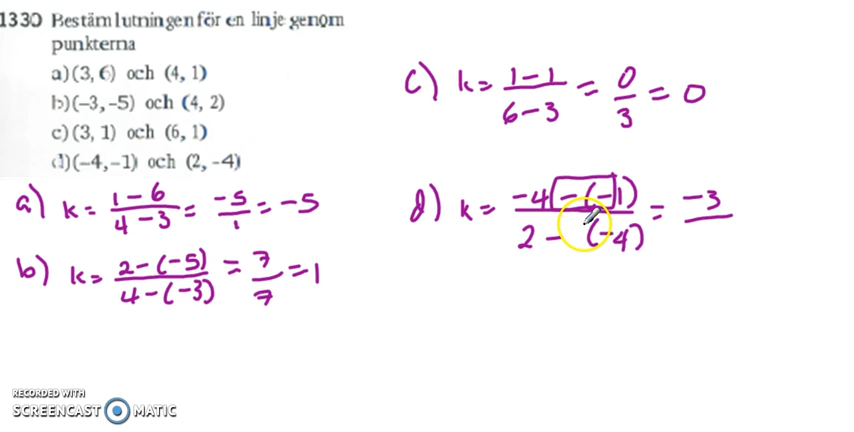 1330 Bestäm lutningen för en linje genom
punkterna
a) (3, 6) och (4, 1)
b) (−3, −5) och (4, 2)
c) (3, 1) och (6, 1)
d) (−4, −1) och (2, −4)
a) k = (1 − 6)/(4 − 3) = −5/1 = −5
b) k = (2 − (−5))/(4 − (−3)) = 7/7 = 1
c) k = (1 − 1)/(6 − 3) = 0/3 = 0
d) k = (−4 − (−1))/(2 − (−4)) = −3
RECORDED WITH
SCREENCAST MATIC